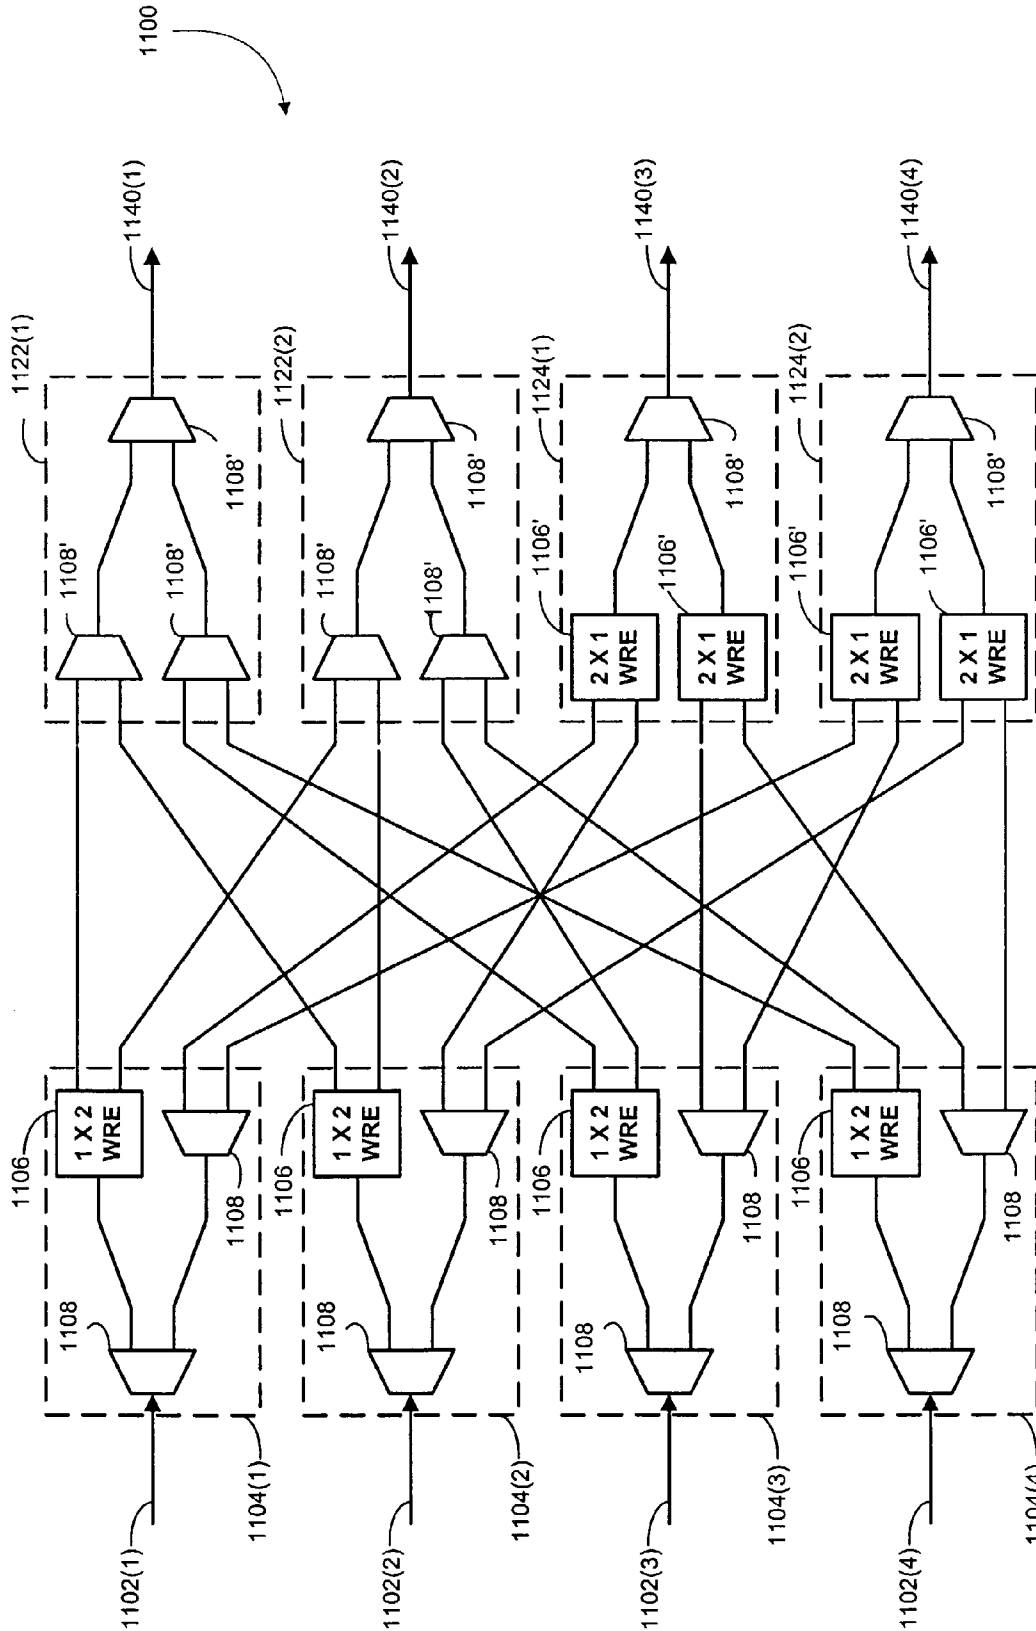 1100
1102(1)
1104(1)
1108
1106
1 X 2
WRE
1108
1122(1)
1108'
1108'
1108'
1140(1)
1102(2)
1104(2)
1108
1106
1 X 2
WRE
1108
1122(2)
1108'
1108'
1108'
1140(2)
1102(3)
1104(3)
1108
1106
1 X 2
WRE
1108
1124(1)
1106'
2 X 1
WRE
1106'
2 X 1
WRE
1108'
1140(3)
1102(4)
1104(4)
1108
1106
1 X 2
WRE
1108
1124(2)
1106'
2 X 1
WRE
1106'
2 X 1
WRE
1108'
1140(4)